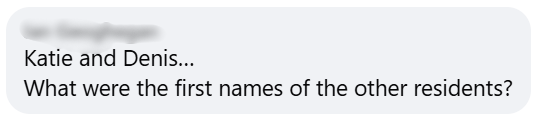 Katie and Denis...
What were the first names of the other residents?